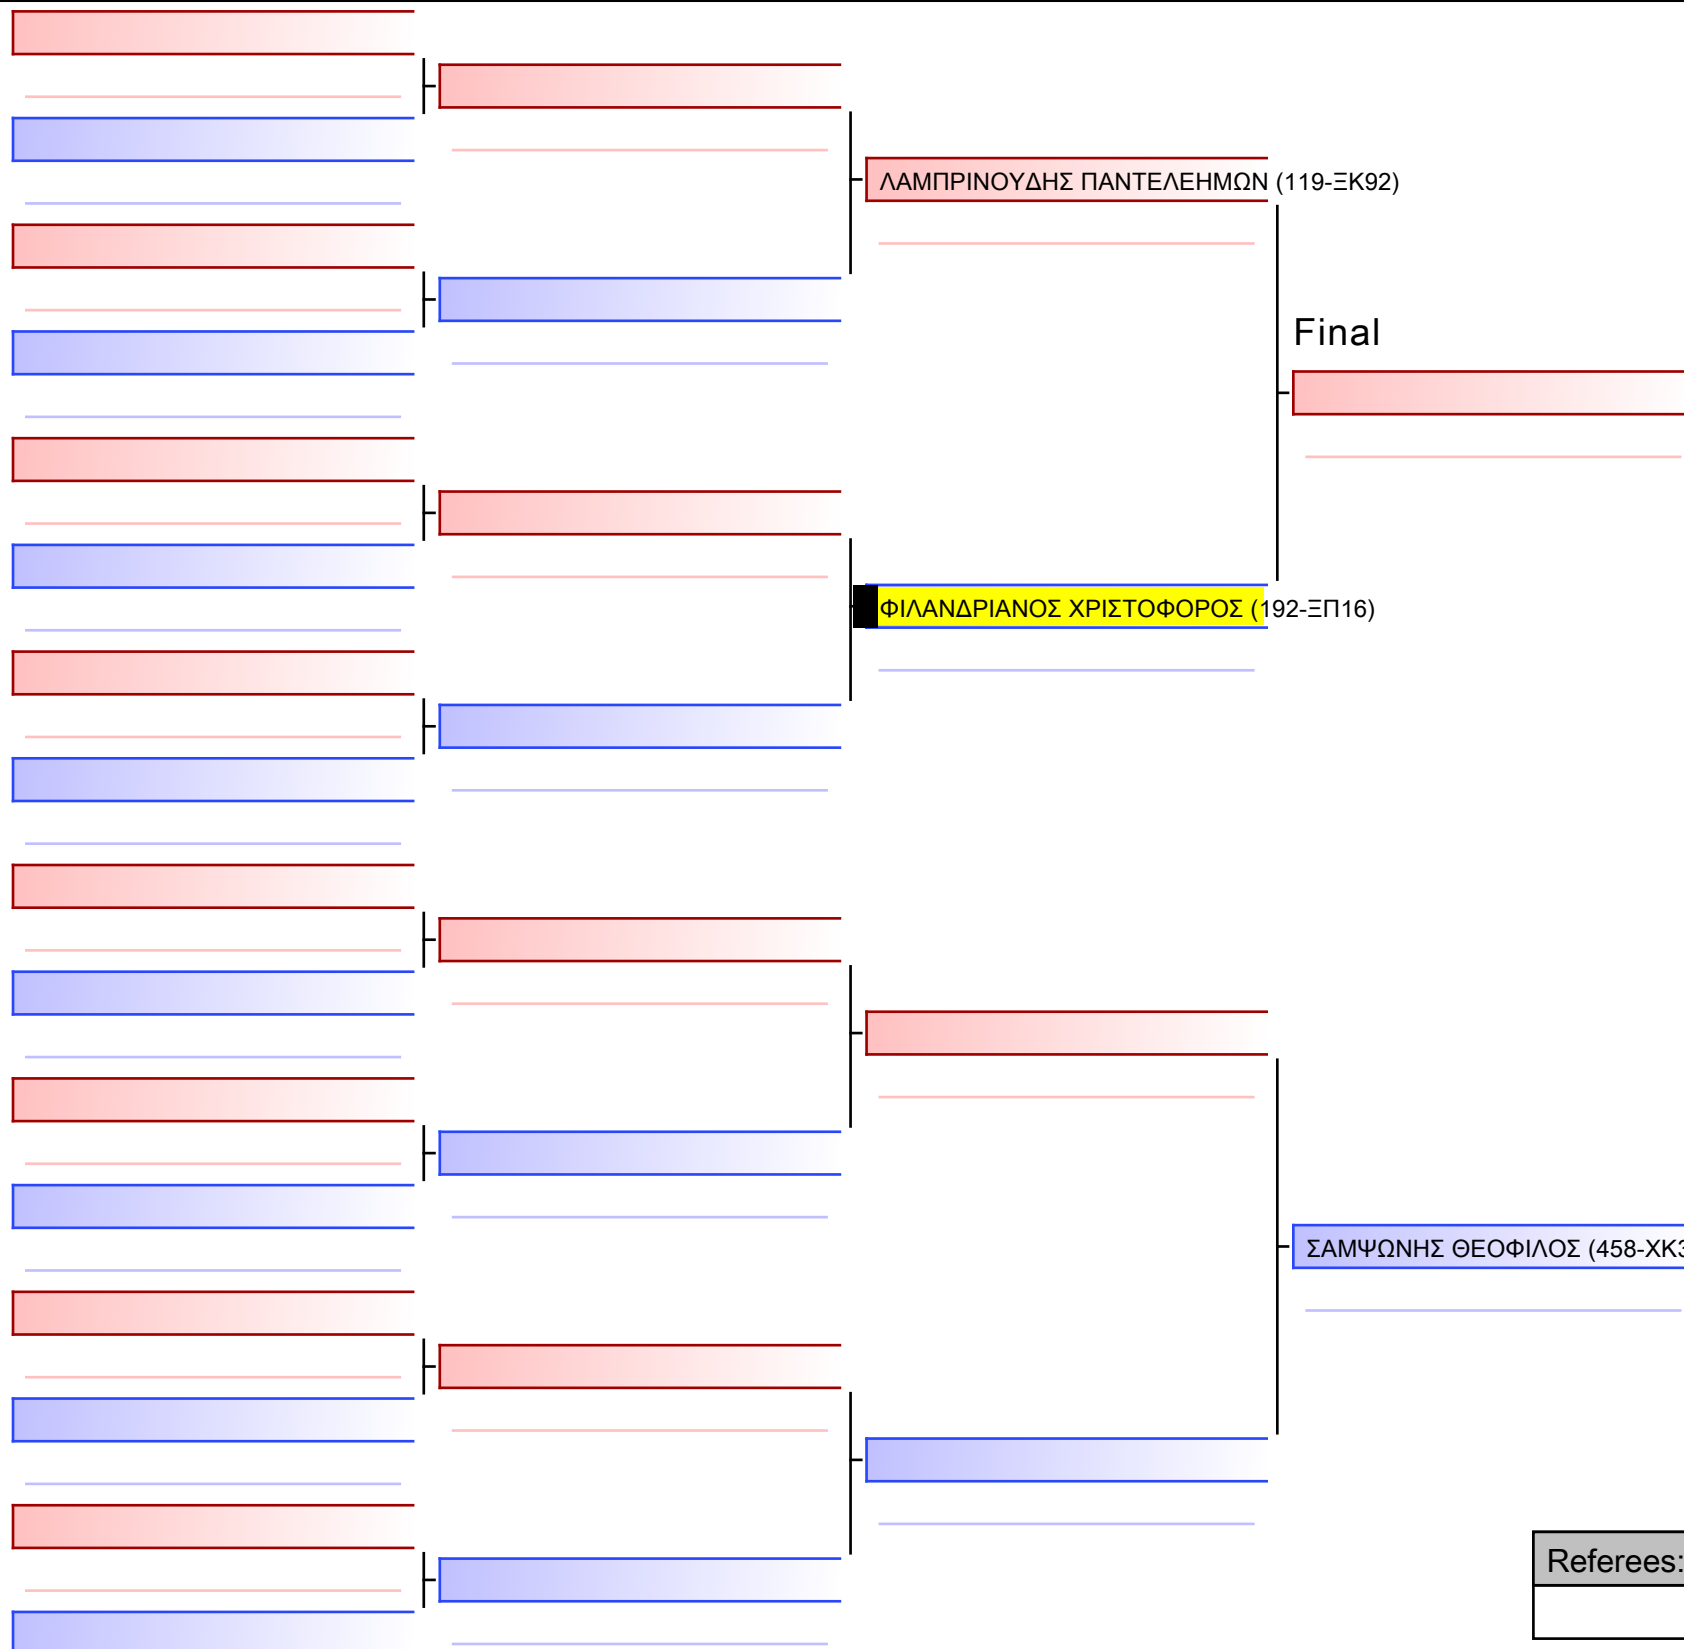 ΛΑΜΠΡΙΝΟΥΔΗΣ ΠΑΝΤΕΛΕΗΜΩΝ (119-ΞΚ92)
Final
ΦΙΛΑΝΔΡΙΑΝΟΣ ΧΡΙΣΤΟΦΟΡΟΣ (192-ΞΠ16)
ΣΑΜΨΩΝΗΣ ΘΕΟΦΙΛΟΣ
Referees: